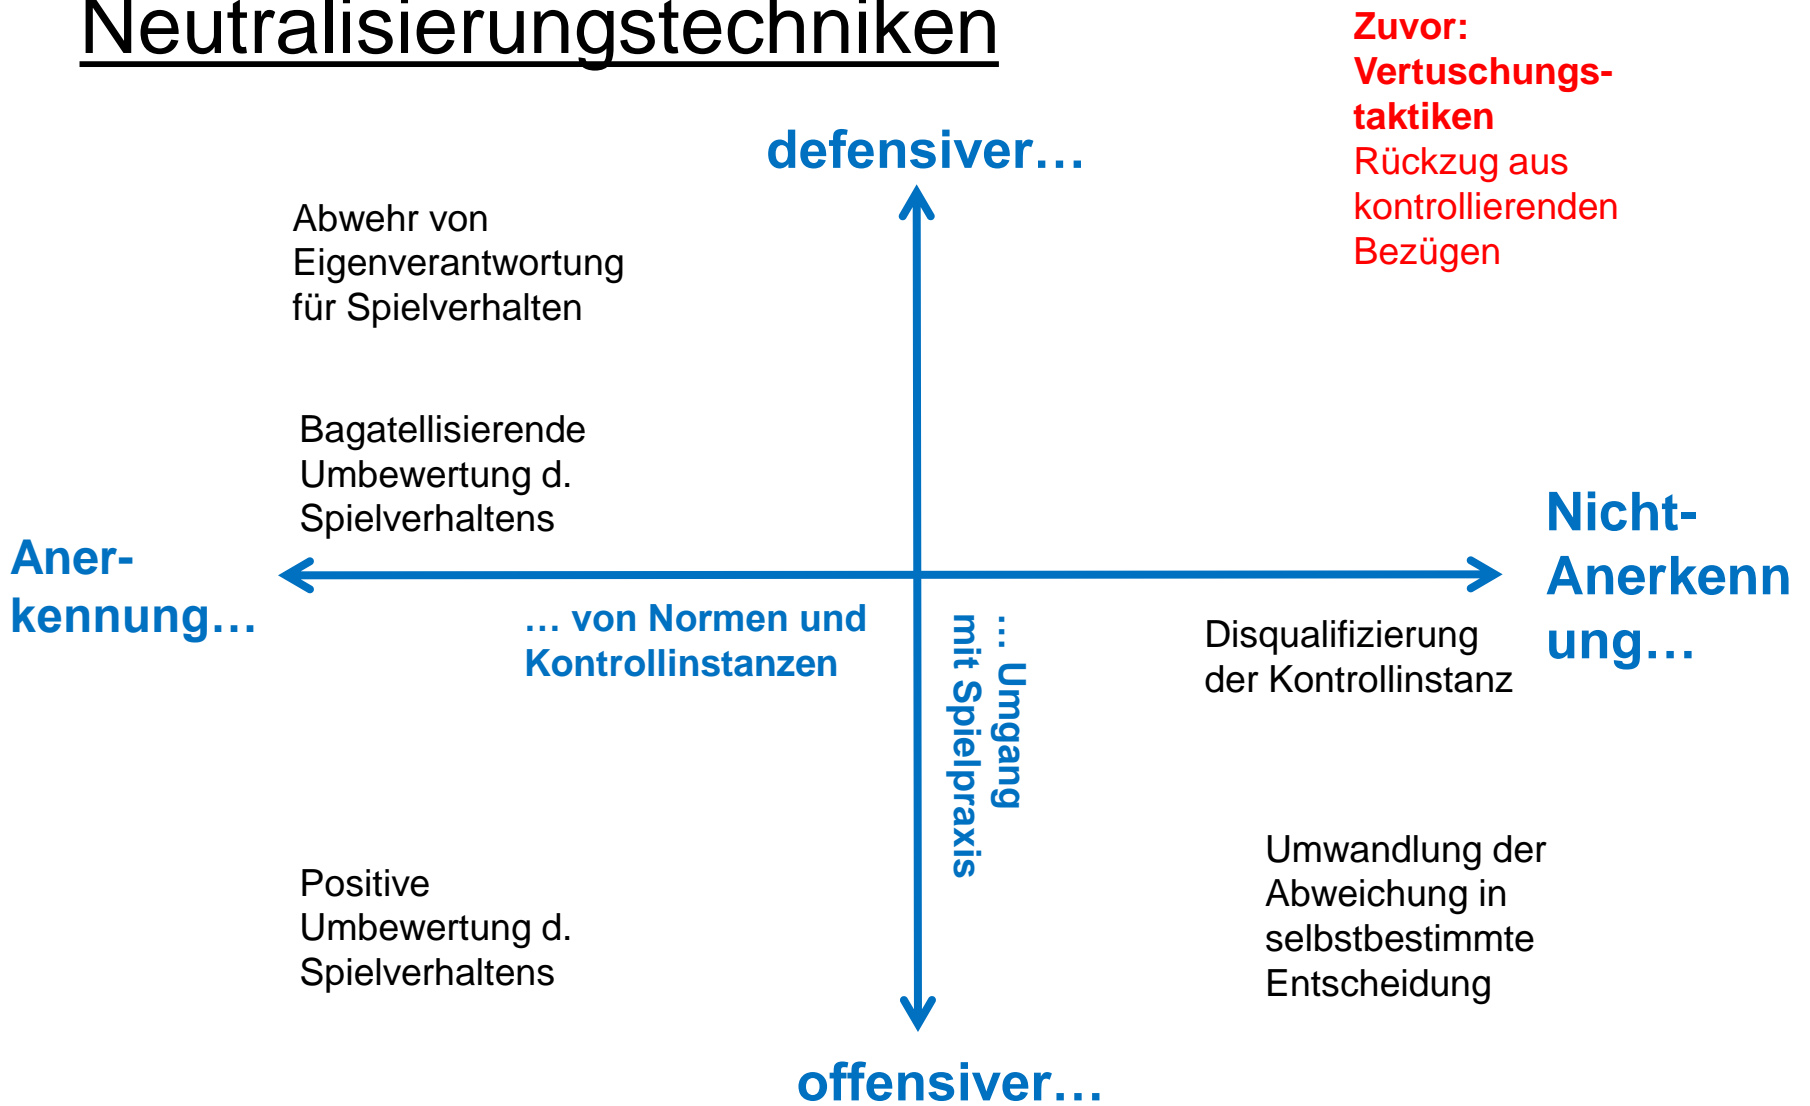 Neutralisierungstechniken
Zuvor:
Vertuschungs-
taktiken
Rückzug aus
kontrollierenden
Bezügen
defensiver…
Abwehr von
Eigenverantwortung
für Spielverhalten
Bagatellisierende
Umbewertung d.
Spielverhaltens
Aner-
kennung…
Nicht-
Anerkenn
ung…
… von Normen und
Kontrollinstanzen
… Umgang
mit Spielpraxis
Disqualifizierung
der Kontrollinstanz
Positive
Umbewertung d.
Spielverhaltens
Umwandlung der
Abweichung in
selbstbestimmte
Entscheidung
offensiver…